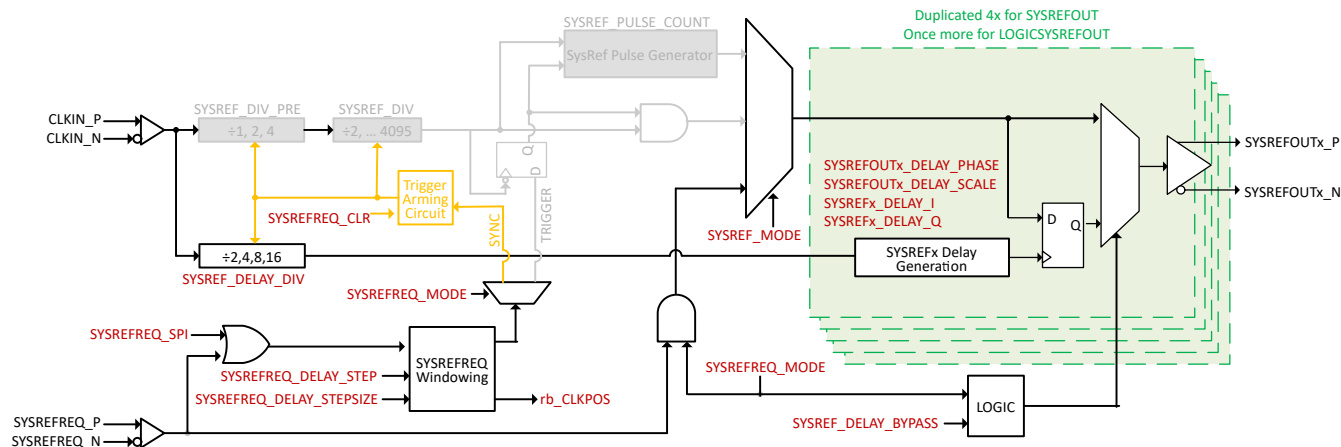 Duplicated 4x for SYSREFOUT
Once more for LOGICSYSREFOUT
SYSREF_PULSE_COUNT
SysRef Pulse Generator
SYSREF_DIV_PRE
÷1, 2, 4
SYSREF_DIV
÷2, ... 4095
CLKIN_P
CLKIN_N
Q
D
TRIGGER
Trigger
Arming
Circuit
SYSREFREQ_CLR
SYNC
÷2,4,8,16
SYSREF_DELAY_DIV
SYSREF_MODE
SYSREFOUTx_DELAY_PHASE
SYSREFOUTx_DELAY_SCALE
SYSREFx_DELAY_I
SYSREFx_DELAY_Q
SYSREFx Delay
Generation
D
Q
SYSREFOUTx_P
SYSREFOUTx_N
SYSREFREQ_MODE
SYSREFREQ_SPI
SYSREFREQ
Windowing
SYSREFREQ_DELAY_STEP
SYSREFREQ_DELAY_STEPSIZE
rb_CLKPOS
SYSREFREQ_MODE
LOGIC
SYSREF_DELAY_BYPASS
SYSREFREQ_P
SYSREFREQ_N